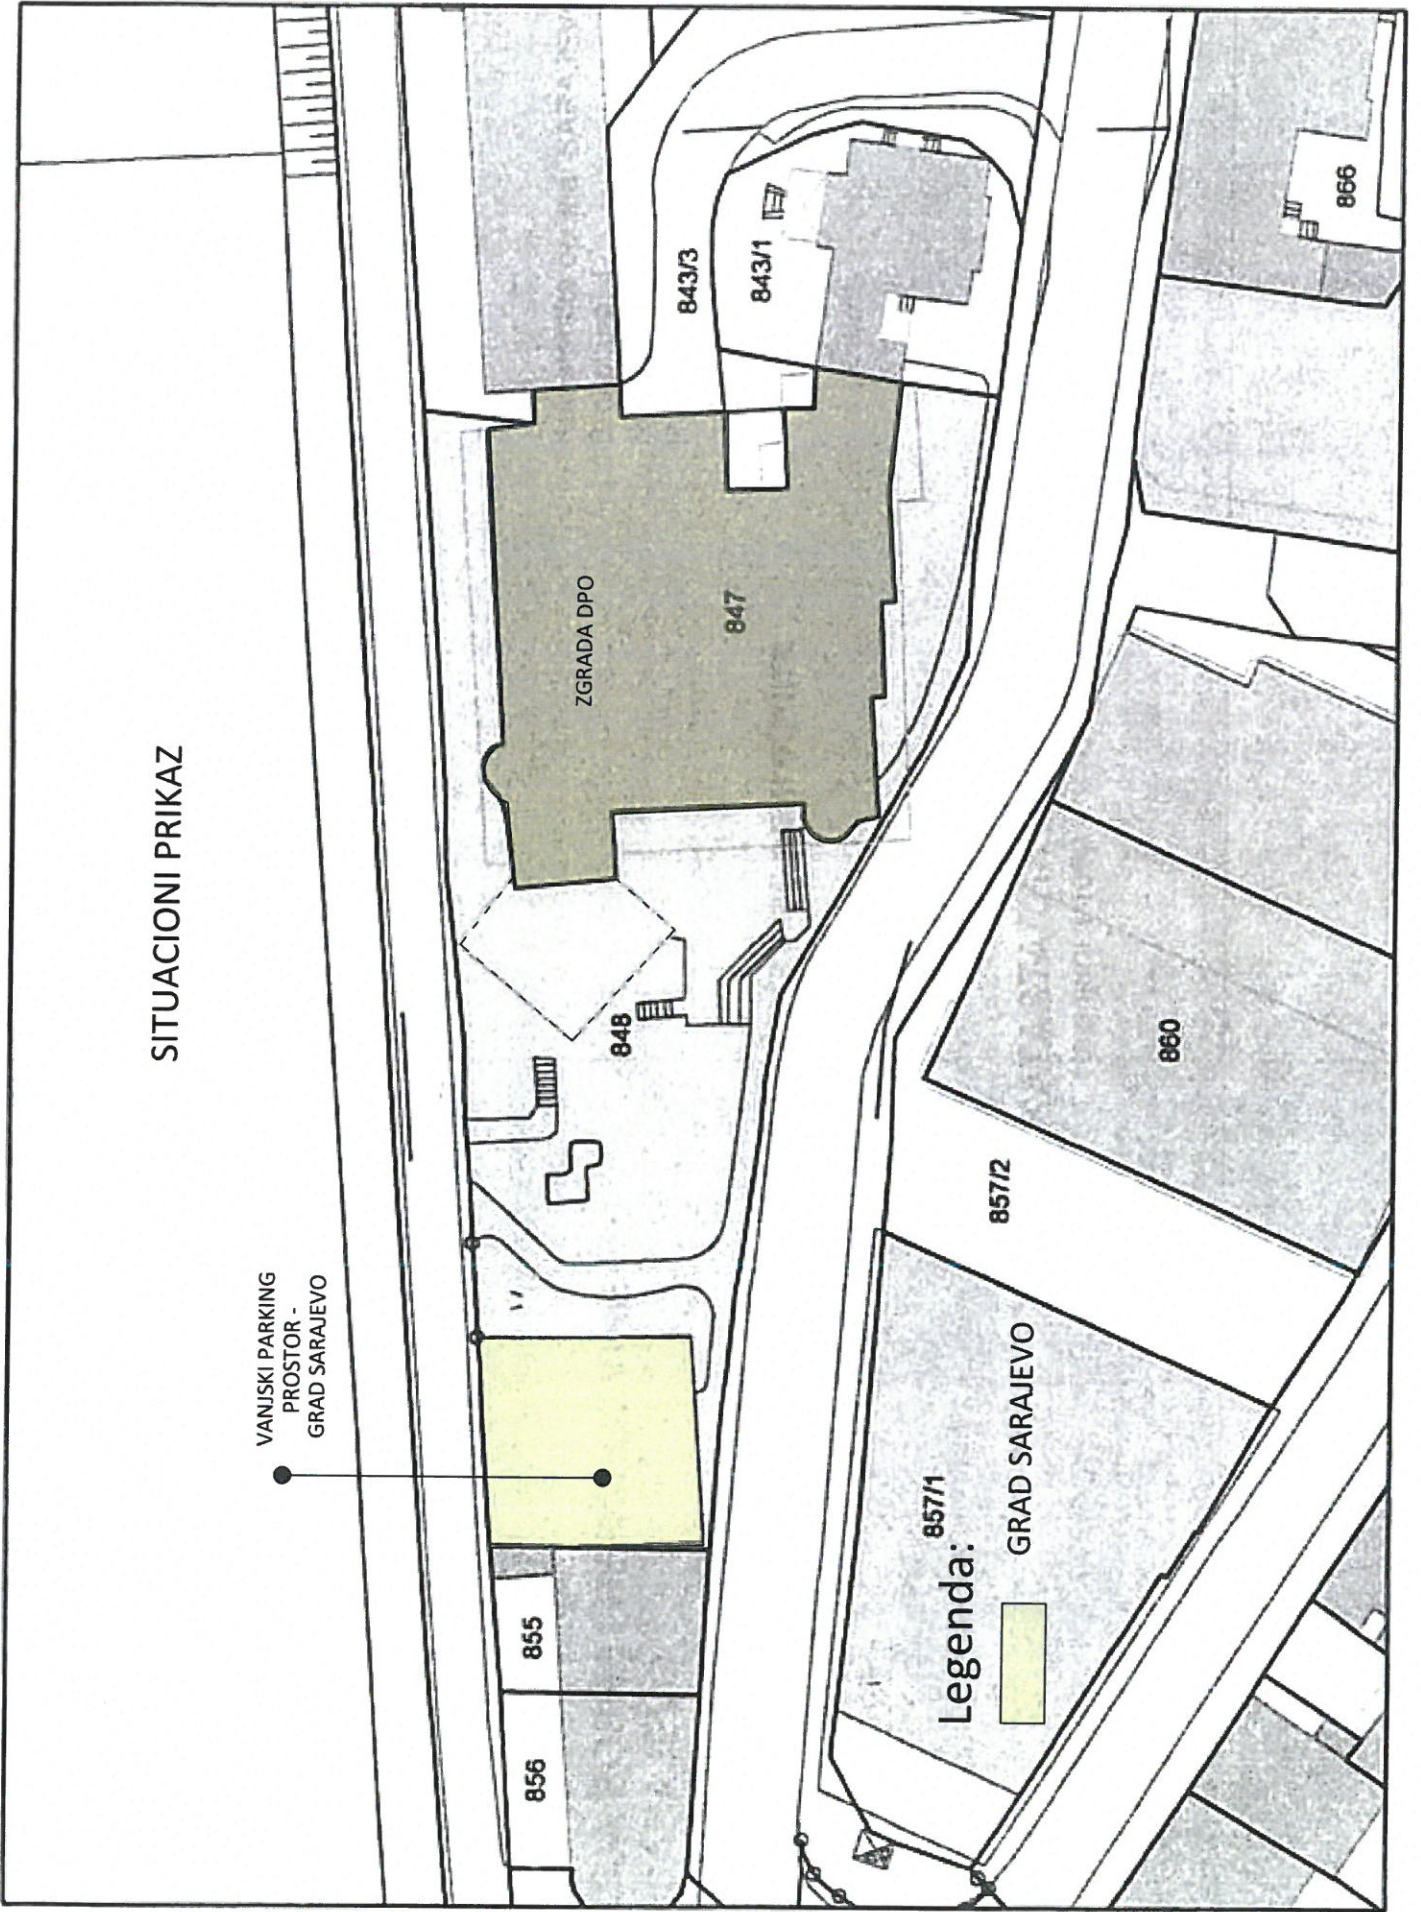 SITUACIONI PRIKAZ
VANJSKI PARKING
PROSTOR -
GRAD SARAJEVO
856
855
848
ZGRADA DPO
847
843/3
843/1
866
860
857/2
857/1
Legenda:
GRAD SARAJEVO